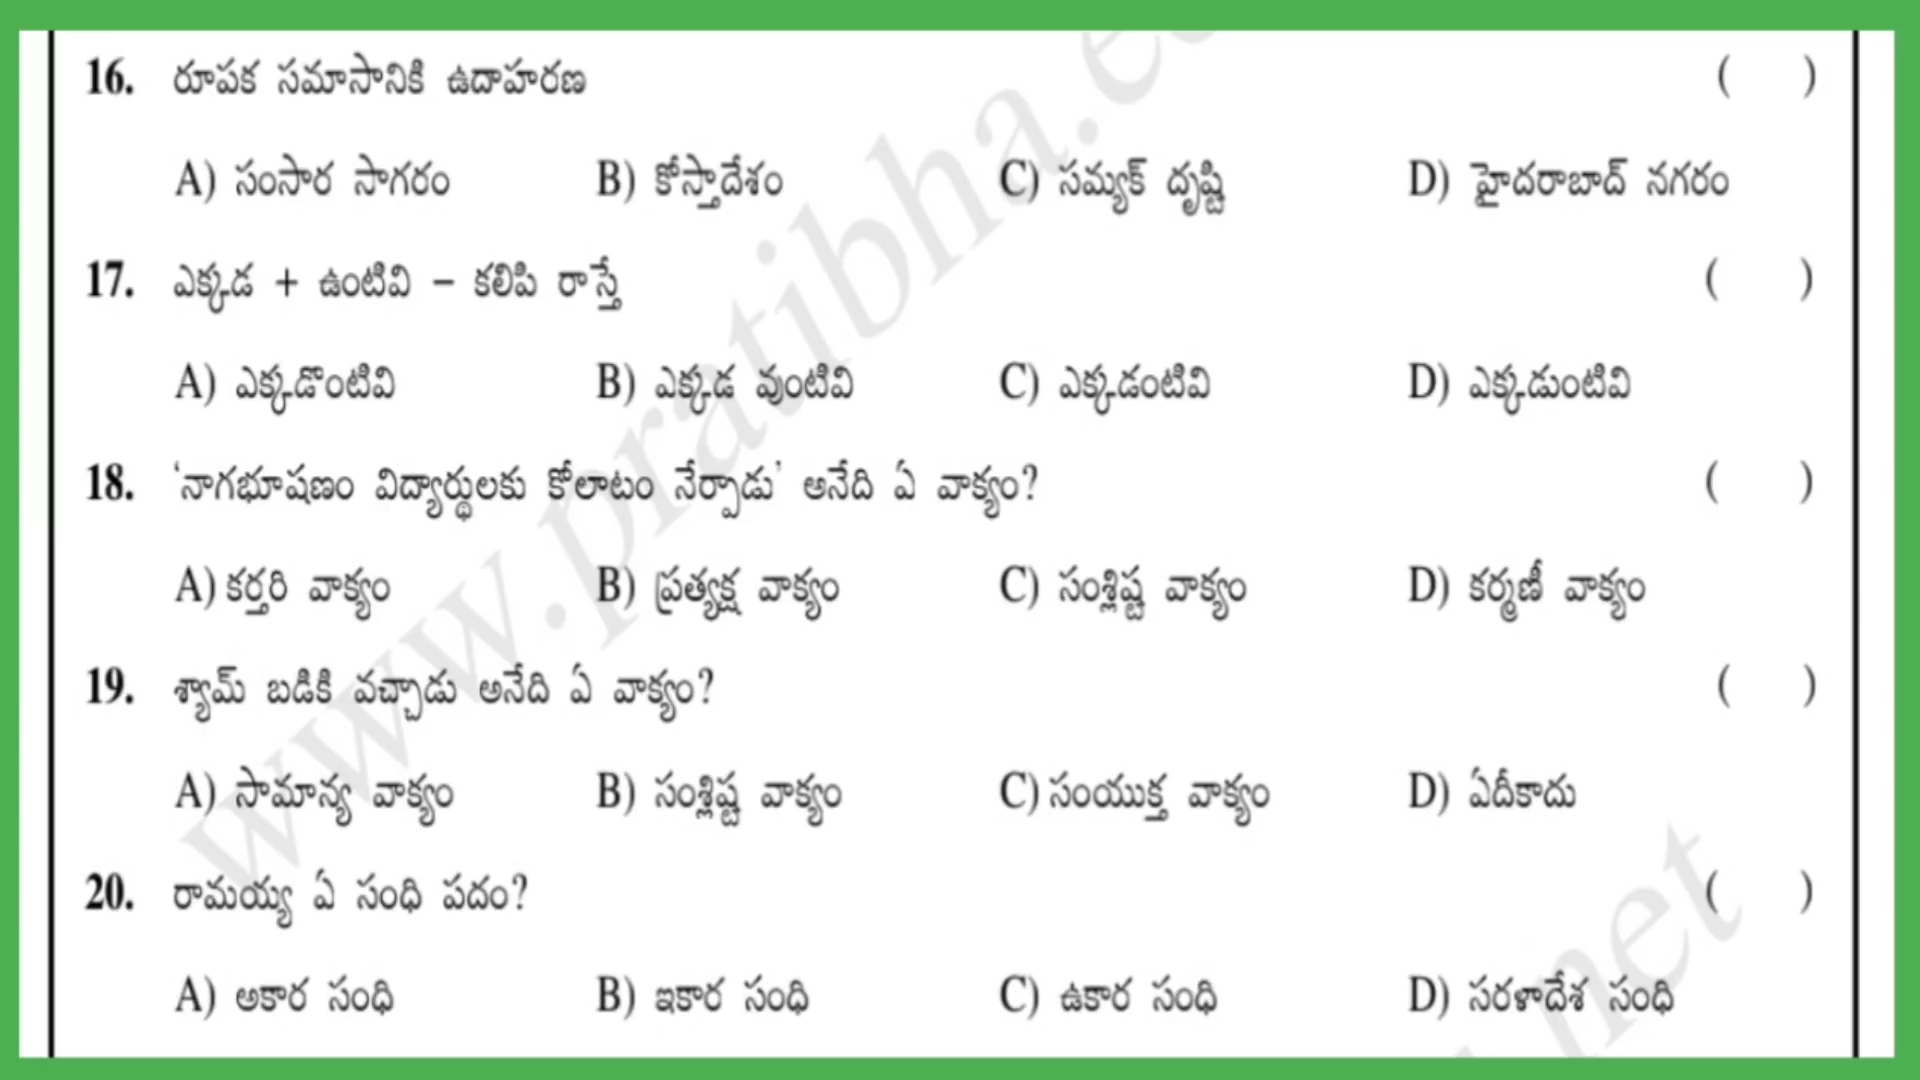 16. రూపక సమాసానికి ఉదాహరణ ( )
A) సంసార సాగరం B) కోస్తాదేశం C) సమ్యక్ దృష్టి D) హైదరాబాద్ నగరం
17. ఎక్కడ + ఉంటివి – కలిపి రాస్తే ( )
A) ఎక్కడొంటివి B) ఎక్కడ వుంటివి C) ఎక్కడంటివి D) ఎక్కడుంటివి
18. ‘నాగభూషణం విద్యార్థులకు కోలాటం నేర్పాడు’ అనేది ఏ వాక్యం? ( )
A) కర్తరి వాక్యం B) ప్రత్యక్ష వాక్యం C) సంశ్లిష్ట వాక్యం D) కర్మణీ వాక్యం
19. శ్యామ్ బడికి వచ్చాడు అనేది ఏ వాక్యం? ( )
A) సామాన్య వాక్యం B) సంశ్లిష్ట వాక్యం C) సంయుక్త వాక్యం D) ఏదీకాదు
20. రామయ్య ఏ సంధి పదం? ( )
A) అకార సంధి B) ఇకార సంధి C) ఉకార సంధి D) సరళాదేశ సంధి
www.pratibha.e
net